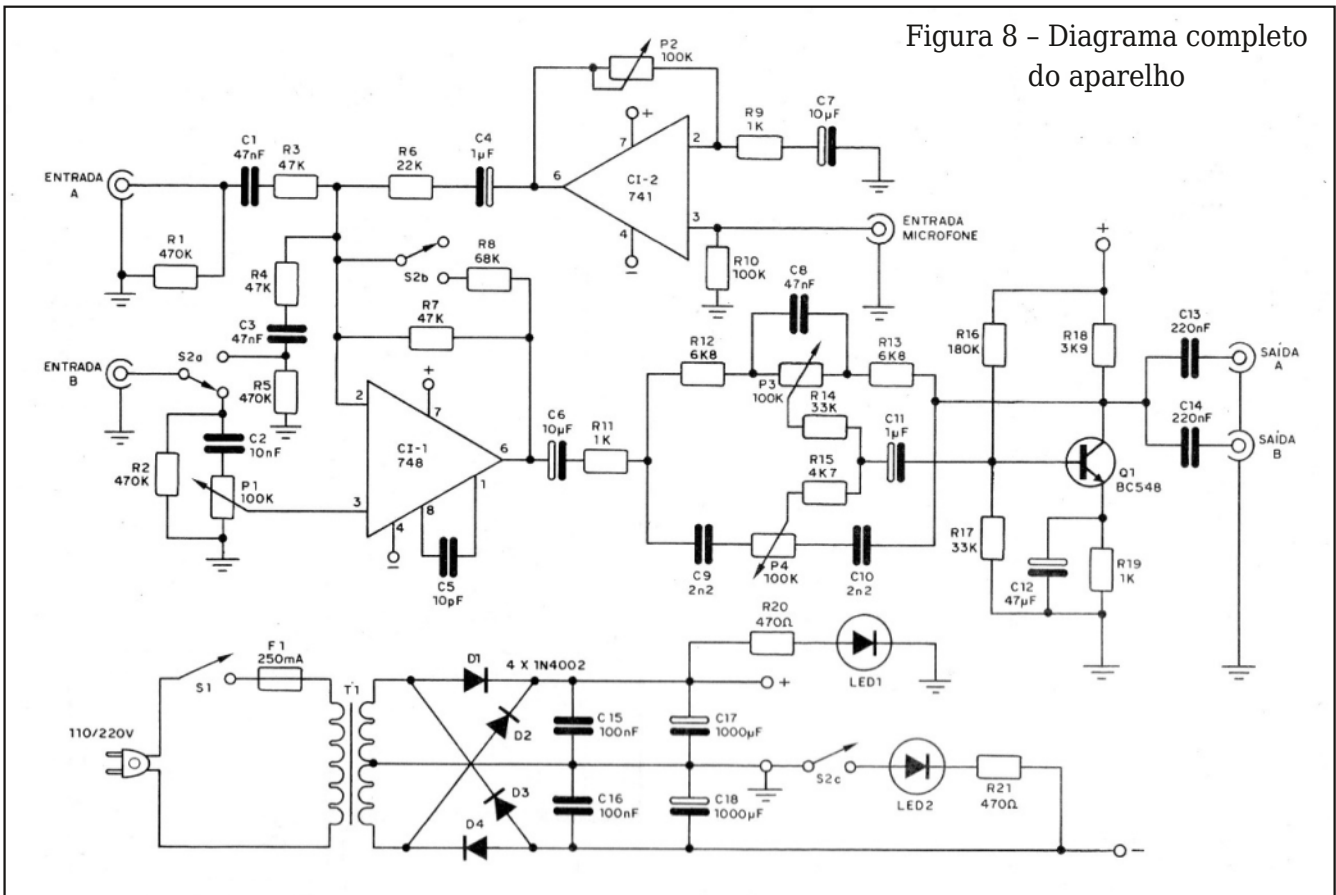 Figura 8 – Diagrama completo
do aparelho
P2
100K
C1
47nF
R3
47K
R6
22K
C4
1µF
6
7
+
2
CI-2
741
3
4
–
R9
1K
C7
10µF
ENTRADA
A
R1
470K
ENTRADA
MICROFONE
R10
100K
R4
47K
S2b
R8
68K
C3
47nF
R7
47K
ENTRADA
B
S2a
R5
470K
C2
10nF
R2
470K
P1
100K
+
2
7
CI-1
748
6
3
4
8
1
–
C5
10pF
C6
10µF
R11
1K
C8
47nF
R12
6K8
P3
100K
R13
6K8
R14
33K
R15
4K7
C11
1µF
C9
2n2
P4
100K
C10
2n2
+
R16
180K
R18
3K9
C13
220nF
SAÍDA
A
C14
220nF
SAÍDA
B
Q1
BC548
R17
33K
C12
47µF
R19
1K
R20
470Ω
LED1
F1
250mA
S1
T1
110/220V
D1
4 X 1N4002
D2
D3
D4
C15
100nF
C17
1000µF
C16
100nF
C18
1000µF
+
S2c
LED2
R21
470Ω
–